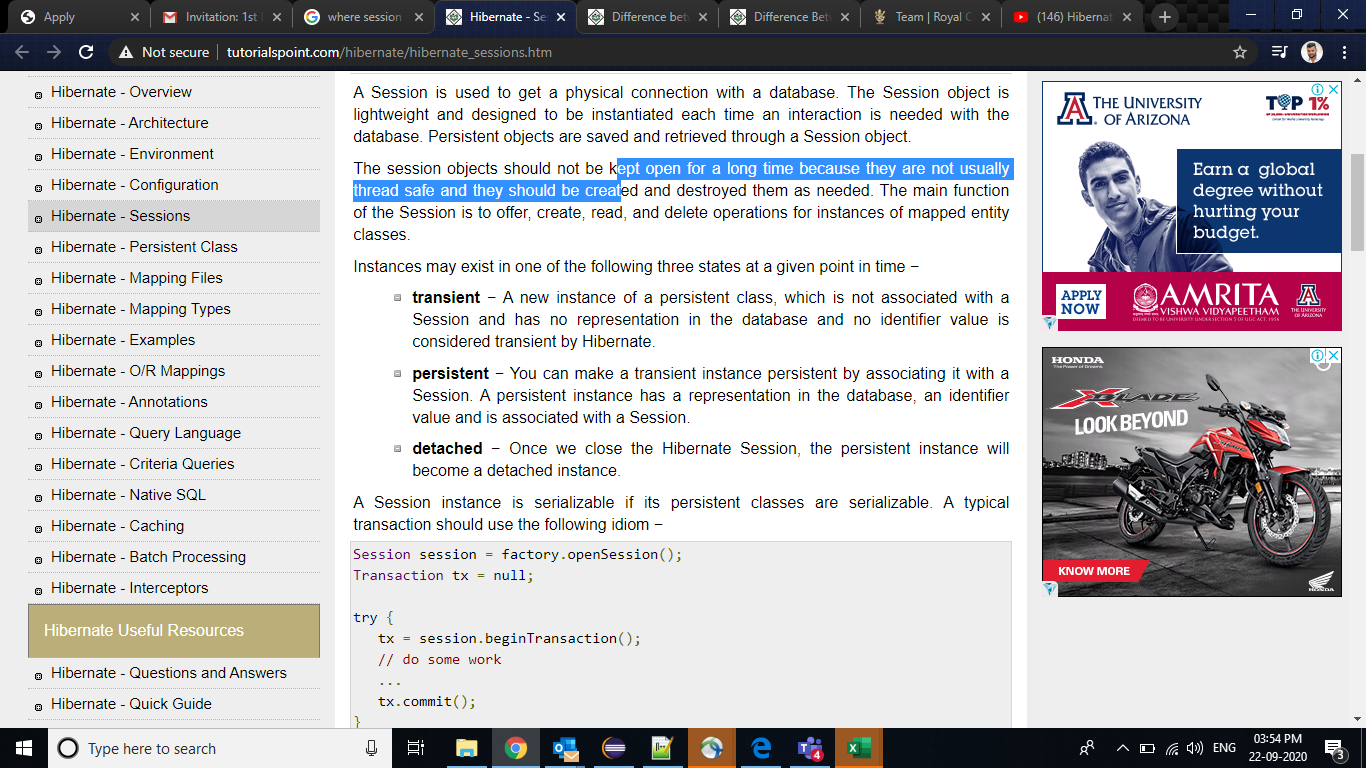 Apply
Invitation: 1st
where session
Hibernate - Se
Difference bet
Difference Bet
Team | Royal C
(146) Hibernat
Not secure
tutorialspoint.com/hibernate/hibernate_sessions.htm
Hibernate - Overview
Hibernate - Architecture
Hibernate - Environment
Hibernate - Configuration
Hibernate - Sessions
Hibernate - Persistent Class
Hibernate - Mapping Files
Hibernate - Mapping Types
Hibernate - Examples
Hibernate - O/R Mappings
Hibernate - Annotations
Hibernate - Query Language
Hibernate - Criteria Queries
Hibernate - Native SQL
Hibernate - Caching
Hibernate - Batch Processing
Hibernate - Interceptors
Hibernate Useful Resources
Hibernate - Questions and Answers
Hibernate - Quick Guide
A Session is used to get a physical connection with a database. The Session object is
lightweight and designed to be instantiated each time an interaction is needed with the
database. Persistent objects are saved and retrieved through a Session object.
The session objects should not be kept open for a long time because they are not usually
thread safe and they should be created and destroyed them as needed. The main function
of the Session is to offer, create, read, and delete operations for instances of mapped entity
classes.
Instances may exist in one of the following three states at a given point in time −
transient − A new instance of a persistent class, which is not associated with a
Session and has no representation in the database and no identifier value is
considered transient by Hibernate.
persistent − You can make a transient instance persistent by associating it with a
Session. A persistent instance has a representation in the database, an identifier
value and is associated with a Session.
detached − Once we close the Hibernate Session, the persistent instance will
become a detached instance.
A Session instance is serializable if its persistent classes are serializable. A typical
transaction should use the following idiom −
Session session = factory.openSession();
Transaction tx = null;
try {
tx = session.beginTransaction();
// do some work
...
tx.commit();
}
THE UNIVERSITY
OF ARIZONA
TOP 1%
Earn a global
degree without
hurting your
budget.
APPLY
NOW
AMRITA
VISHWA VIDYAPEETHAM
THE UNIVERSITY
OF ARIZONA
HONDA
The Power of Dreams
X BLADE
LOOK BEYOND
KNOW MORE
HONDA
Type here to search
4
ENG
03:54 PM
22-09-2020
3